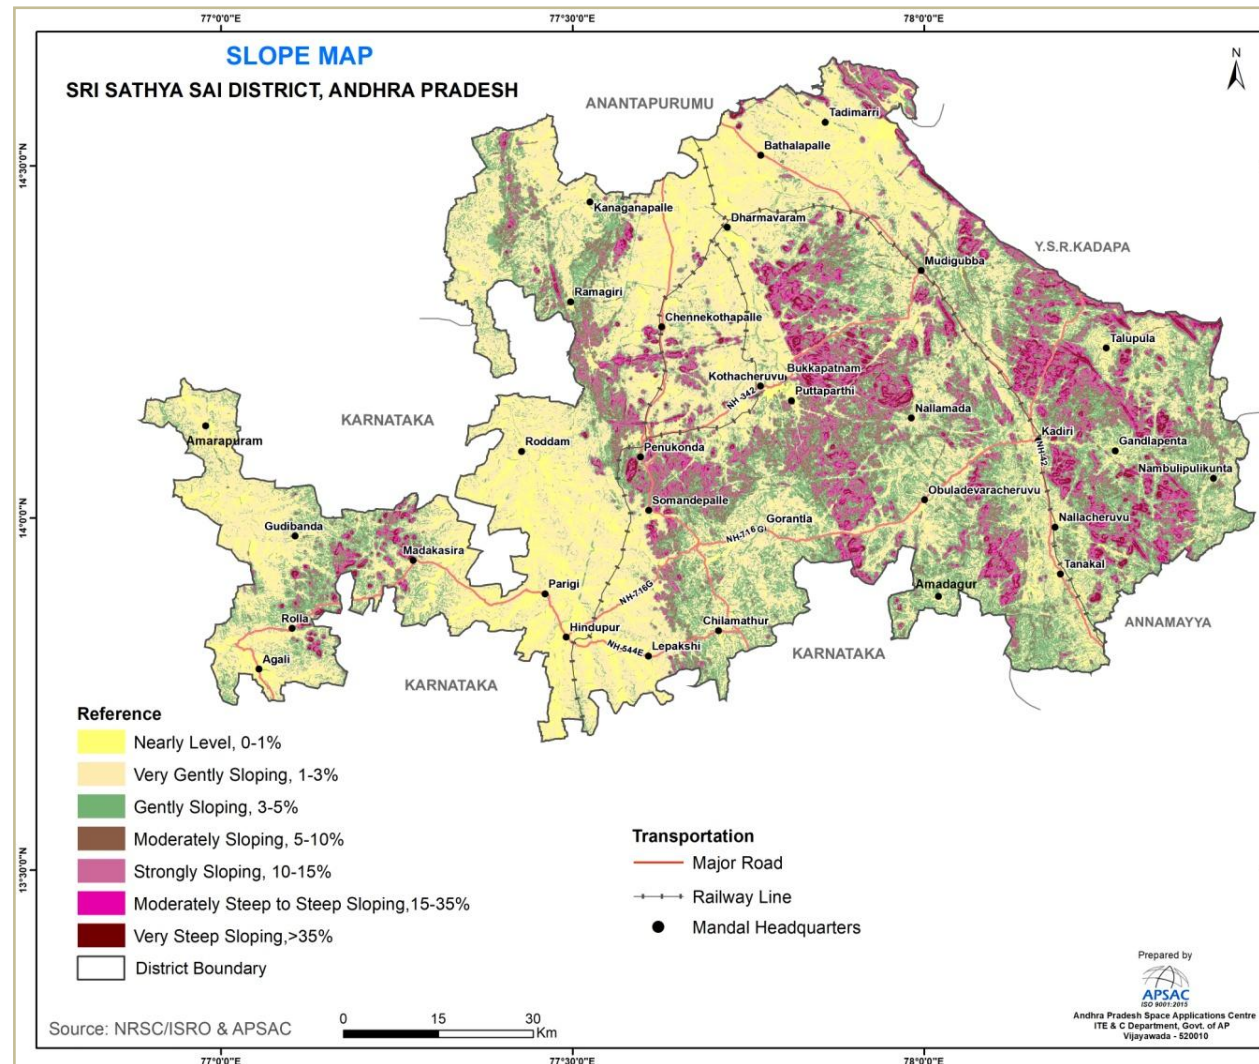 77°0'0"E
77°30'0"E
78°0'0"E
SLOPE MAP
SRI SATHYA SAI DISTRICT, ANDHRA PRADESH
N
ANANTAPURUMU
Tadimarri
Bathalapalle
14°30'0"N
Kanaganapalle
Dharmavaram
Y.S.R.KADAPA
Mudigubba
Ramagiri
Chennekothapalle
Talupula
Bukkapatnam
Kothacheruvu
NH-342
Puttaparthi
KARNATAKA
Nallamada
Amarapuram
Roddam
Kadiri
NH-42
Gandlapenta
Penukonda
Nambulipulikunta
Obuladevaracheruvu
Somandepalle
14°0'0"N
Gudibanda
Gorantla
NH-716 G
Nallacheruvu
Madakasira
Tanakal
Parigi
NH-716G
Amadagur
Rolla
Hindupur
Chilamathur
ANNAMAYYA
NH-544E
Lepakshi
KARNATAKA
Agali
KARNATAKA
Reference
Nearly Level, 0-1%
Very Gently Sloping, 1-3%
Gently Sloping, 3-5%
Moderately Sloping, 5-10%
Strongly Sloping, 10-15%
Moderately Steep to Steep Sloping,15-35%
Very Steep Sloping,>35%
District Boundary
13°30'0"N
Transportation
Major Road
Railway Line
Mandal Headquarters
Source: NRSC/ISRO & APSAC
0 15 30
Km
Prepared by
APSAC
ISO 9001:2015
Andhra Pradesh Space Applications Centre
ITE & C Department, Govt. of AP
Vijayawada - 520010
77°0'0"E
77°30'0"E
78°0'0"E